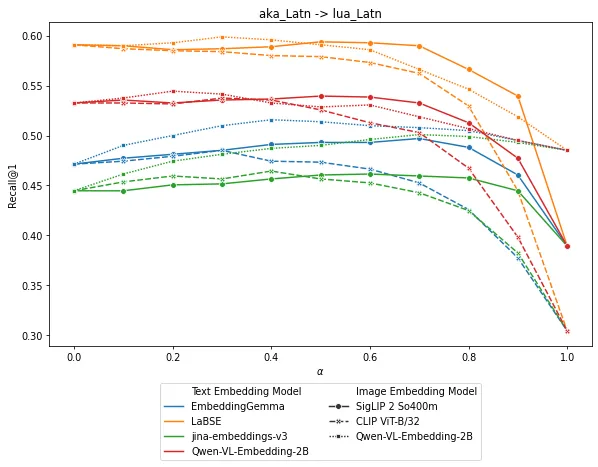 aka_Latn -> lua_Latn
Recall@1
0.60
0.55
0.50
0.45
0.40
0.35
0.30
0.0
0.2
0.4
0.6
0.8
1.0
α
Text Embedding Model
EmbeddingGemma
LaBSE
jina-embeddings-v3
Qwen-VL-Embedding-2B
Image Embedding Model
SigLIP 2 So400m
CLIP ViT-B/32
Qwen-VL-Embedding-2B